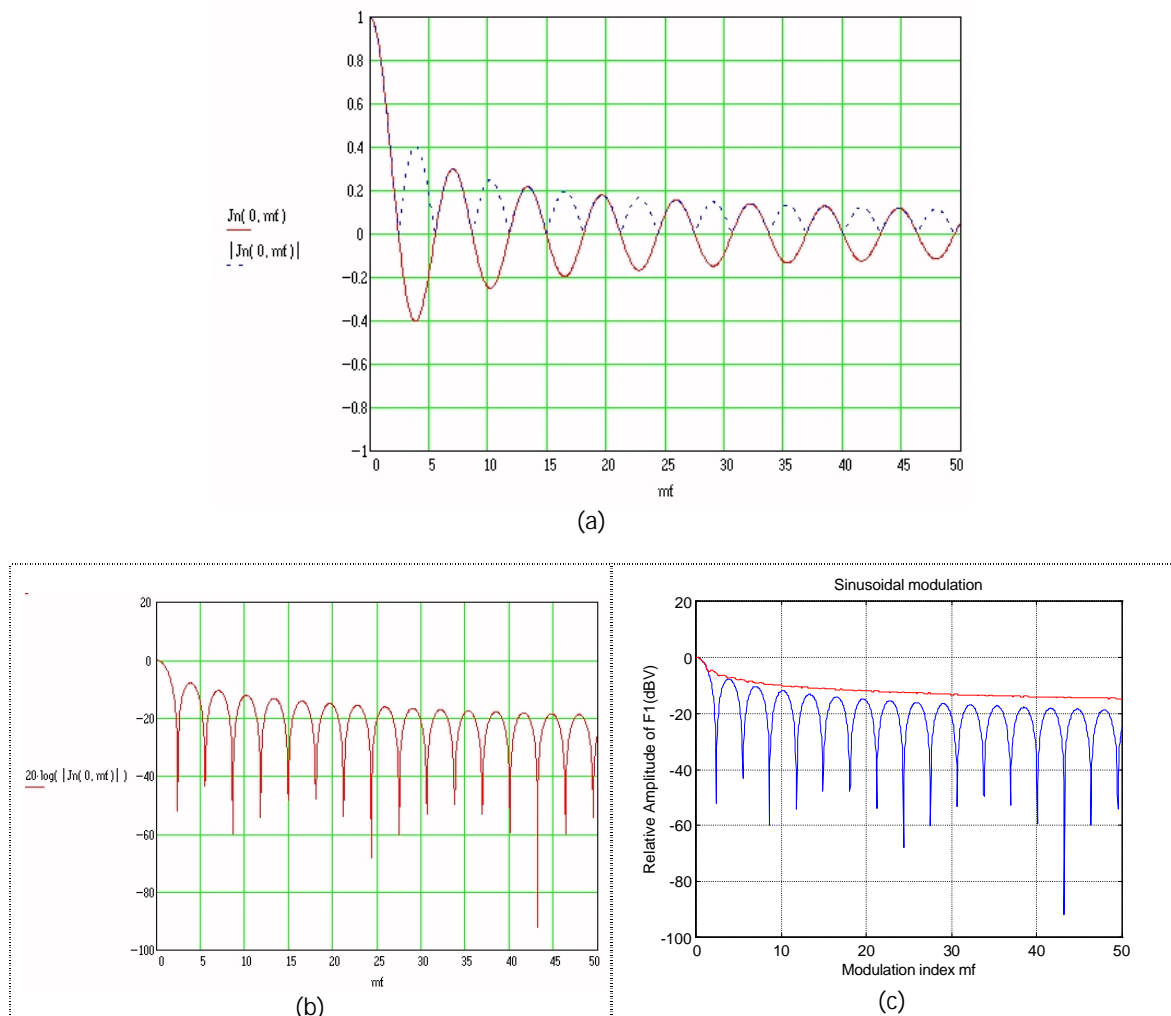 1
0.8
0.6
0.4
0.2
0
−0.2
−0.4
−0.6
−0.8
−1
Jn( 0, mf)
|Jn( 0, mf)|
0 5 10 15 20 25 30 35 40 45 50
mf
(a)
20
0
−20
−40
−60
−80
−100
20·log( |Jn( 0, mf)| )
0 5 10 15 20 25 30 35 40 45 50
mf
(b)
Sinusoidal modulation
20
0
-20
-40
-60
-80
-100
Relative Amplitude of F1(dBV)
0 10 20 30 40 50
Modulation index mf
(c)